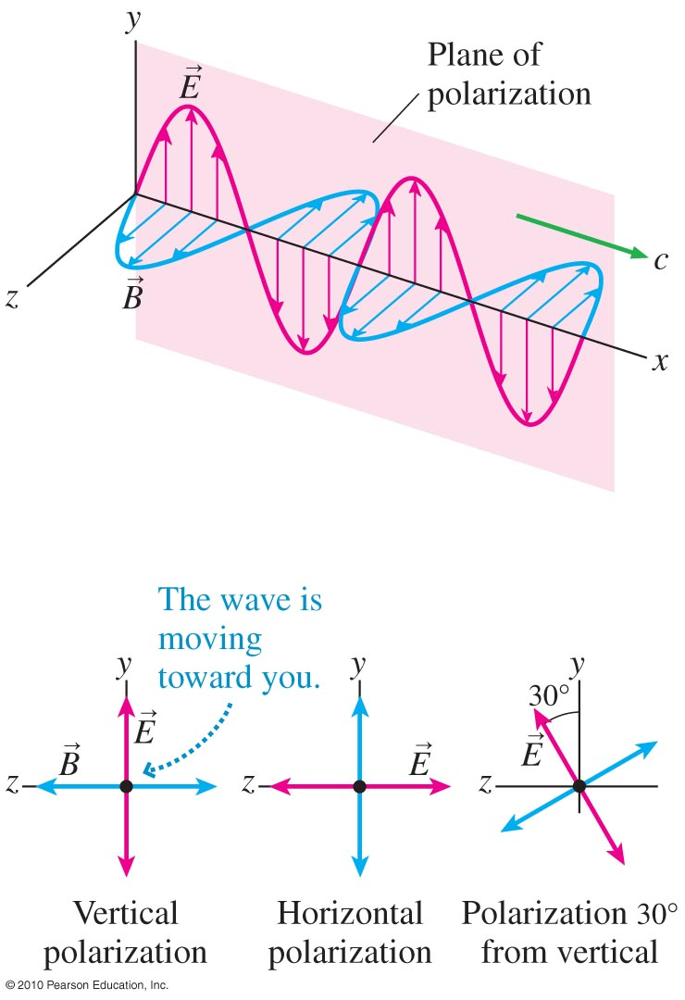 y
Plane of
polarization
E⃗
c
z
B⃗
x
The wave is
moving
toward you.
y
E⃗
B⃗
z
y
E⃗
z
y
30°
E⃗
z
Vertical
polarization
Horizontal
polarization
Polarization 30°
from vertical
© 2010 Pearson Education, Inc.